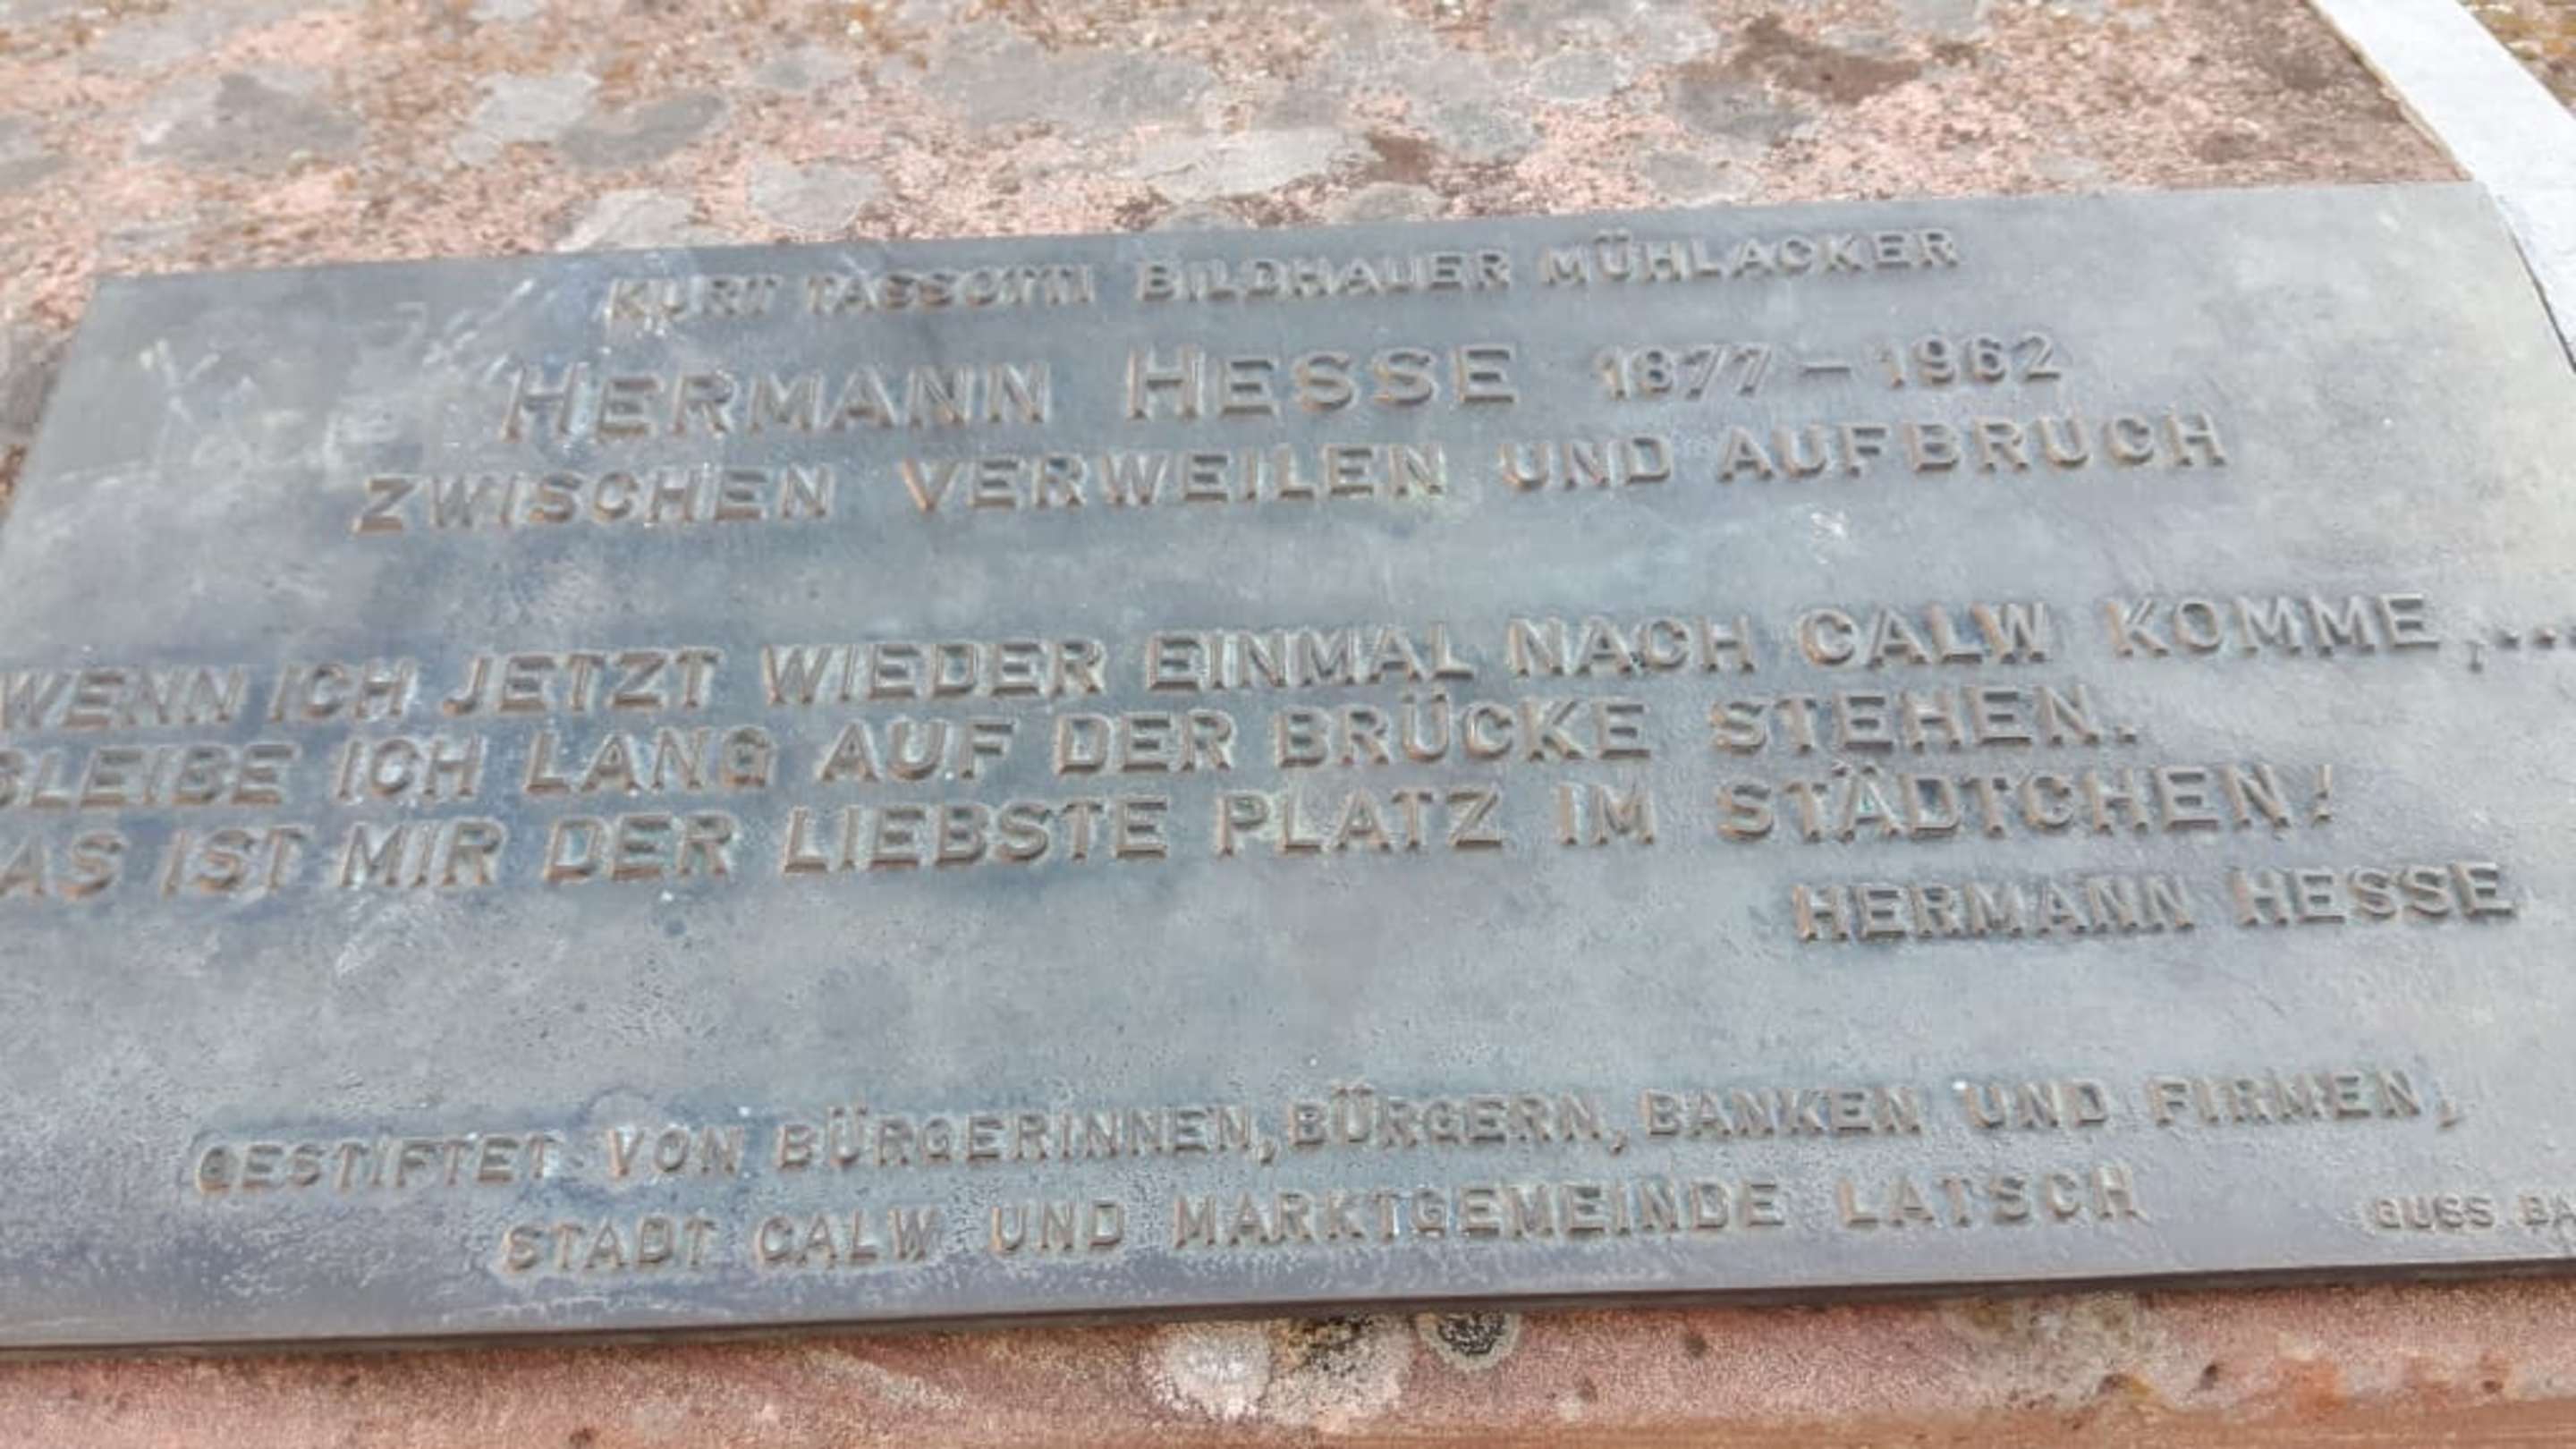 KURT TASSOTTI BILDHAUER MÜHLACKER
HERMANN HESSE 1877 – 1962
ZWISCHEN VERWEILEN UND AUFBRUCH
WENN ICH JETZT WIEDER EINMAL NACH CALW KOMME,...
BLEIBE ICH LANG AUF DER BRÜCKE STEHEN.
AS IST MIR DER LIEBSTE PLATZ IM STÄDTCHEN!
HERMANN HESSE
GESTIFTET VON BÜRGERINNEN, BÜRGERN, BANKEN UND FIRMEN,
STADT CALW UND MARKTGEMEINDE LATSCH
GUSS